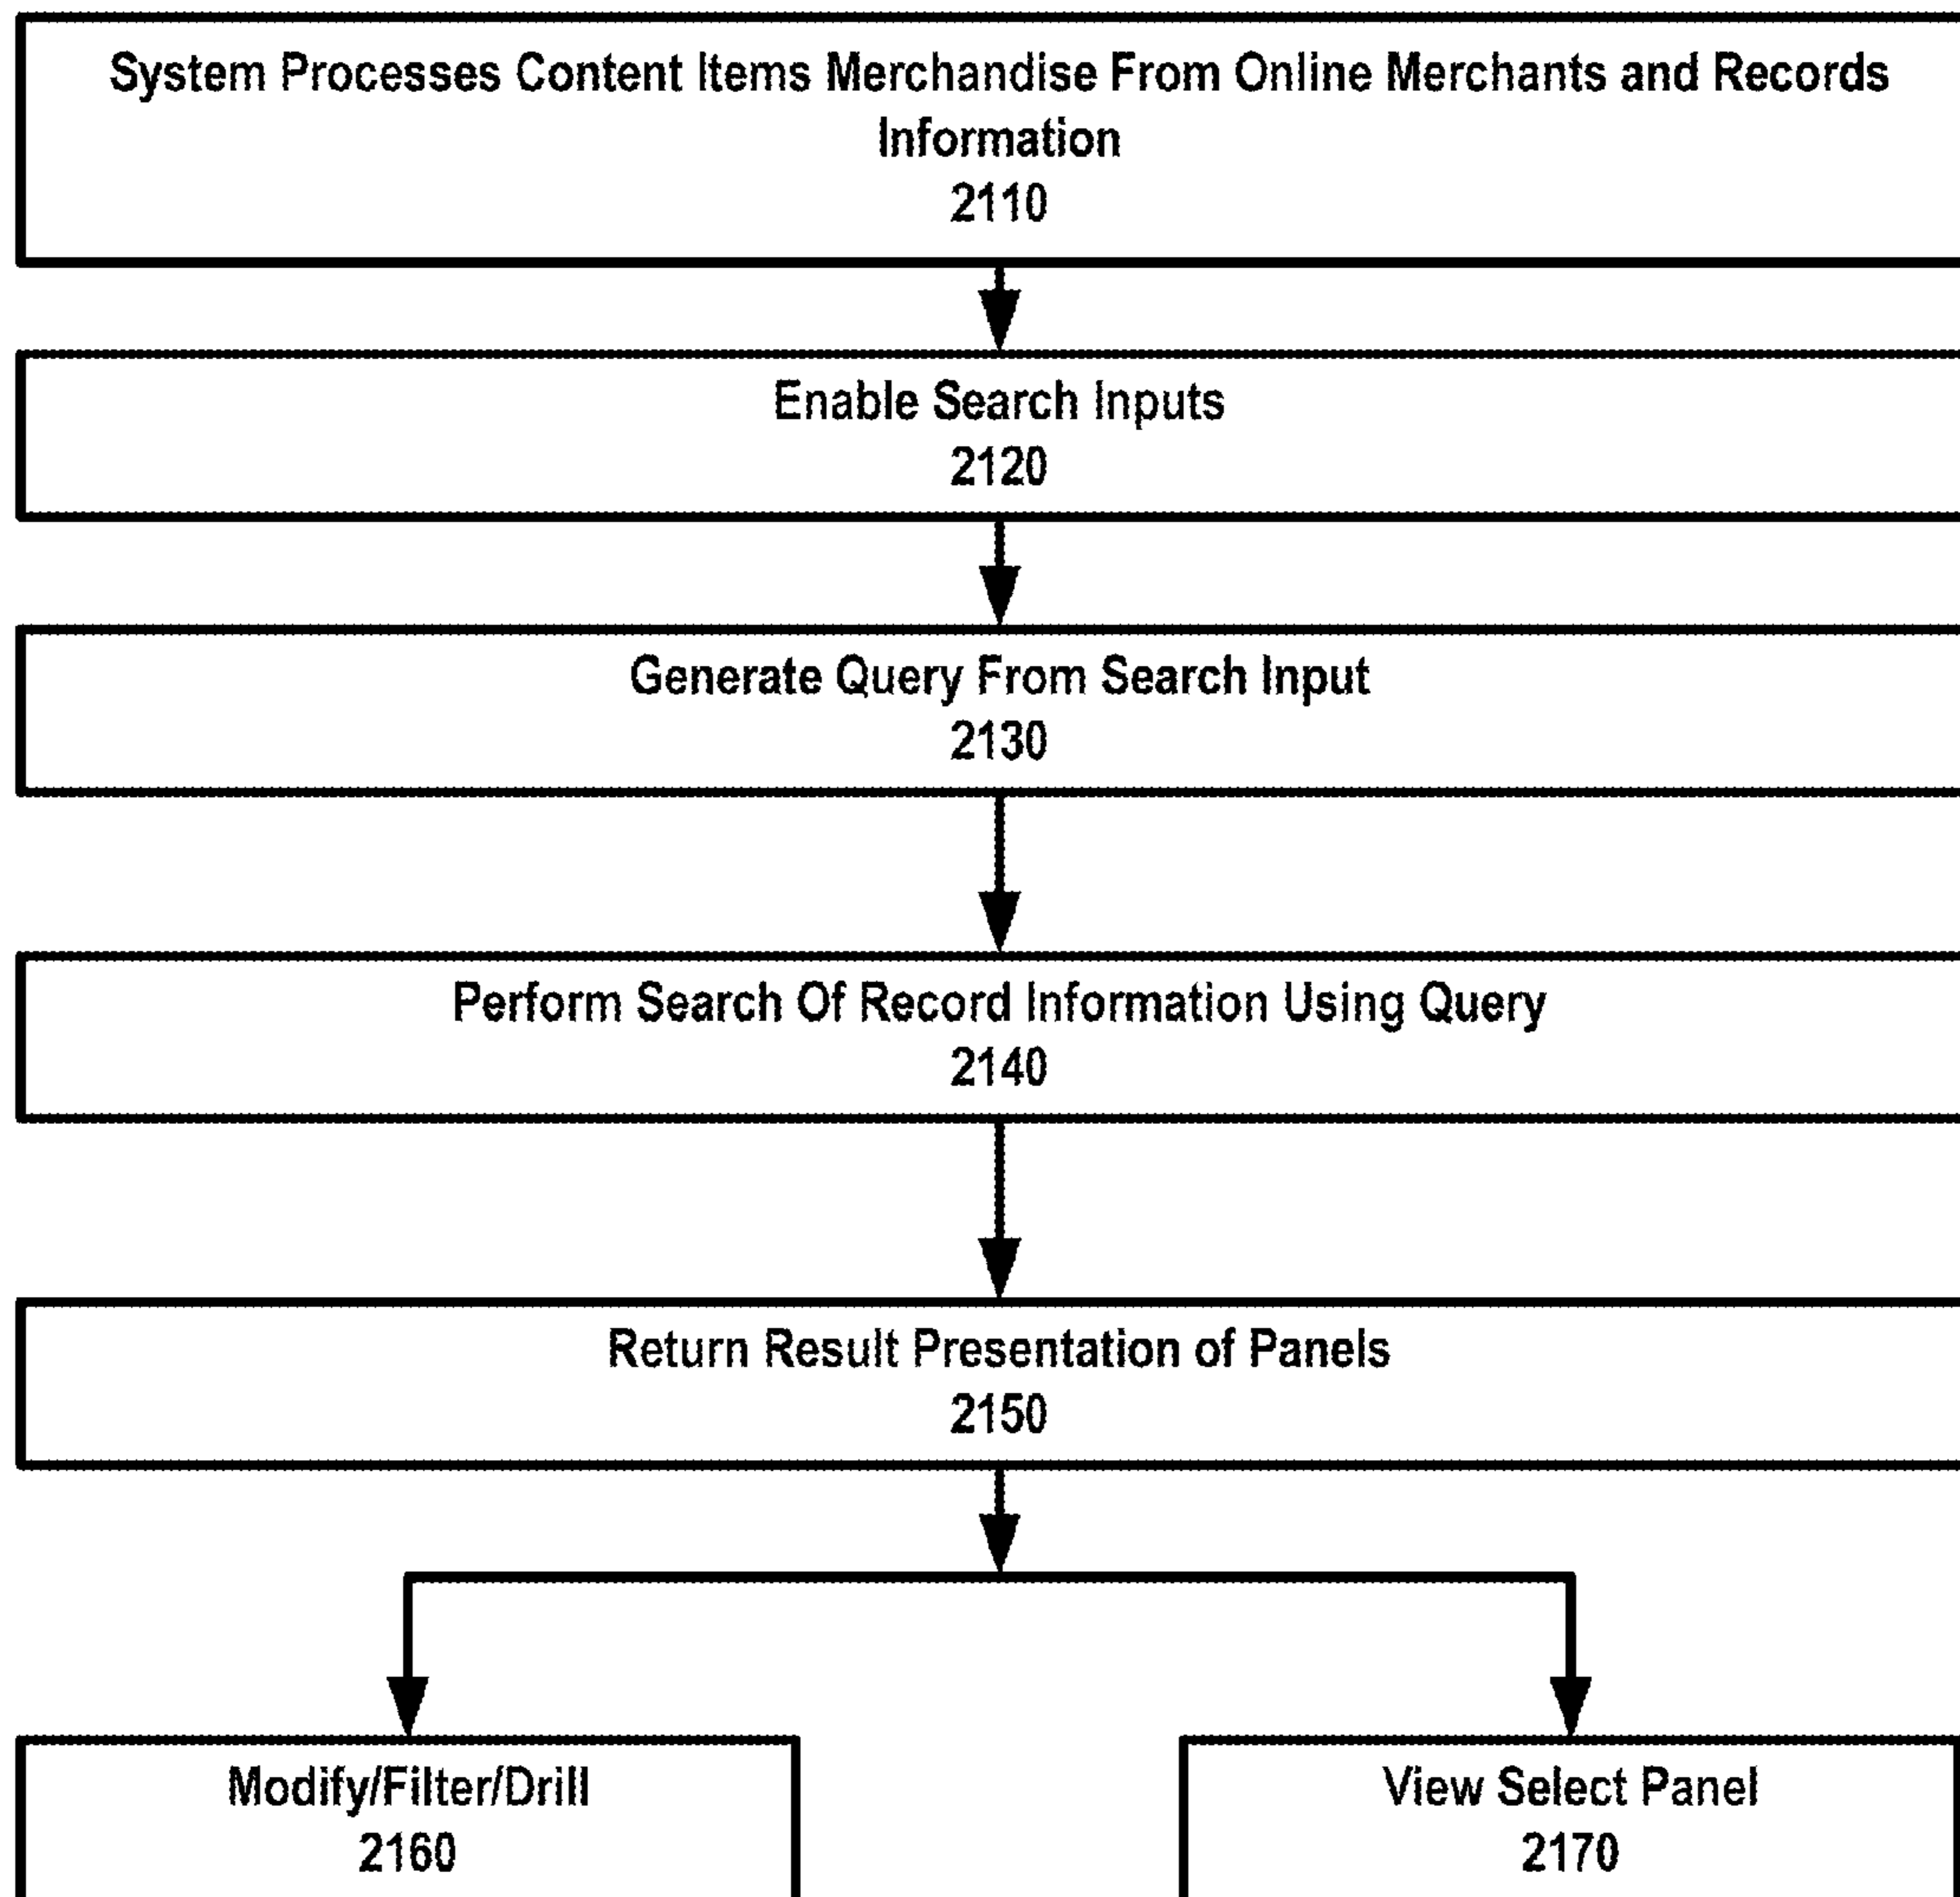 System Processes Content Items Merchandise From Online Merchants and Records
Information
2110
Enable Search Inputs
2120
Generate Query From Search Input
2130
Perform Search Of Record Information Using Query
2140
Return Result Presentation of Panels
2150
Modify/Filter/Drill
2160
View Select Panel
2170